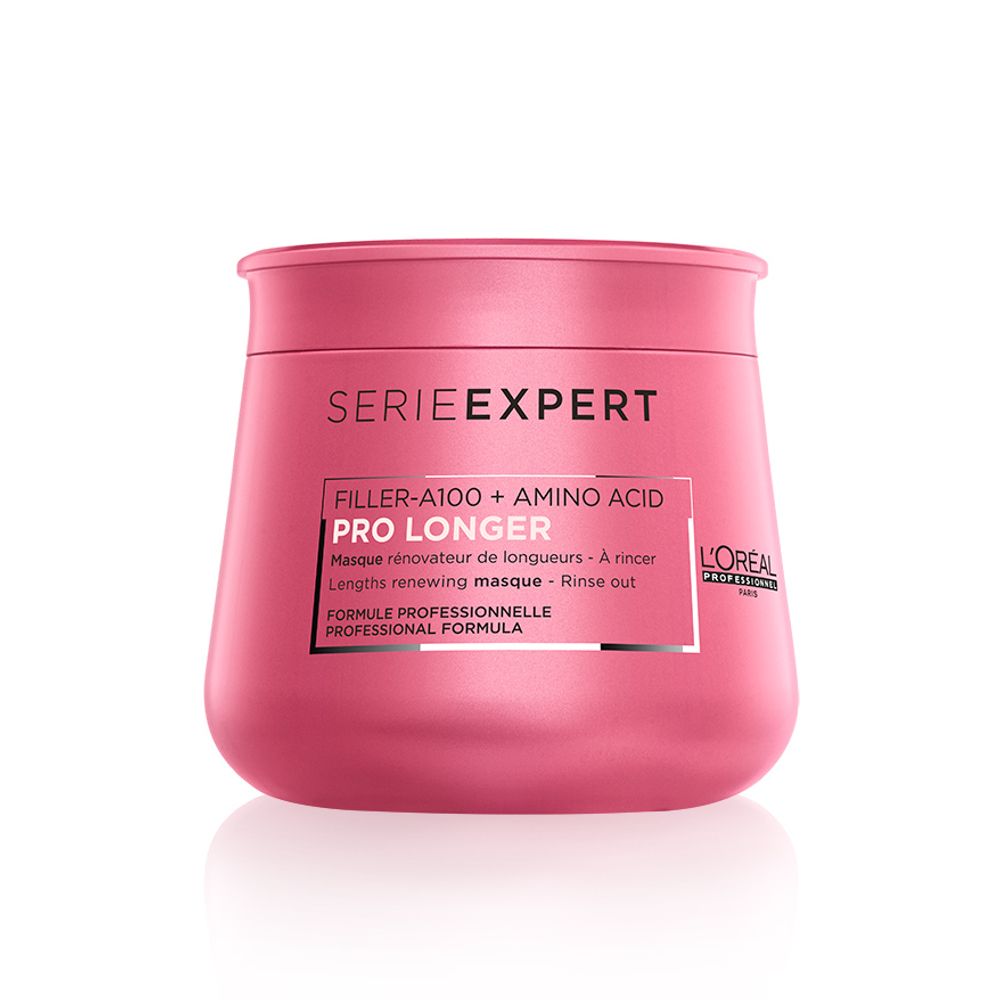 SERIEEXPERT
FILLER-A100 + AMINO ACID
PRO LONGER
Masque rénovateur de longueurs - À rincer
Lengths renewing masque - Rinse out
FORMULE PROFESSIONNELLE
PROFESSIONAL FORMULA
L'ORÉAL
PROFESSIONNEL
PARIS